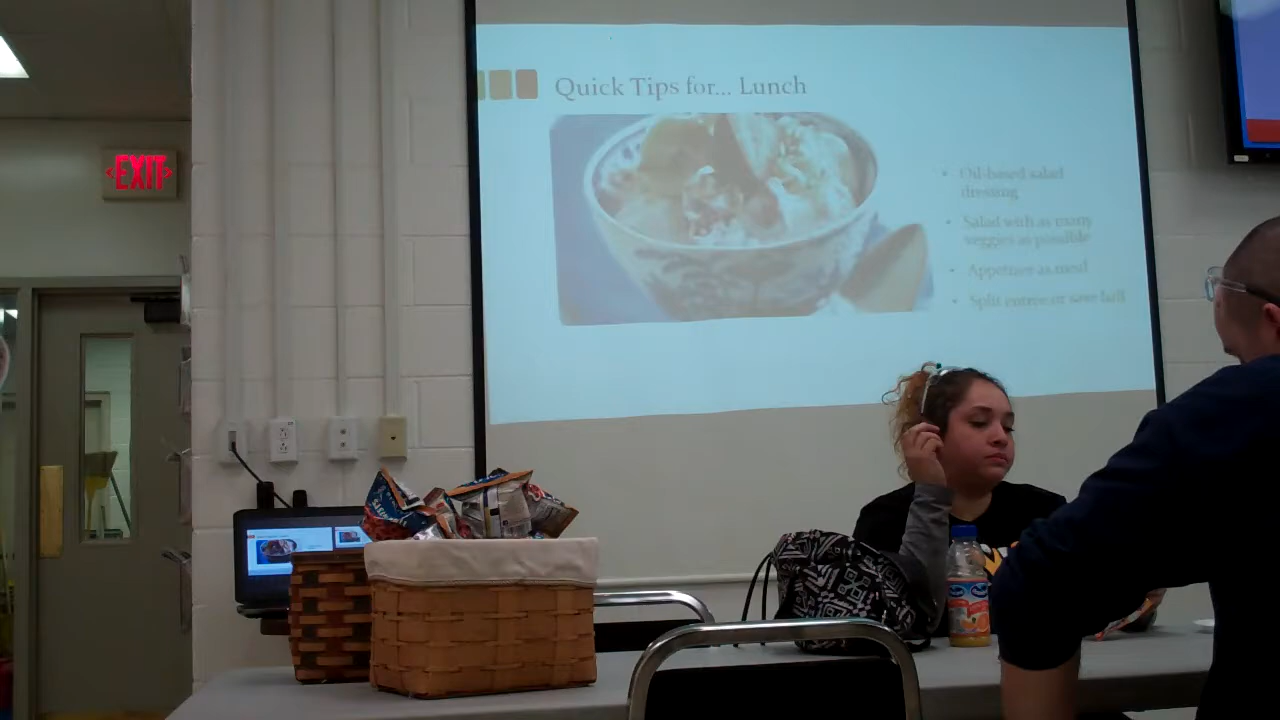 Quick Tips for... Lunch
Oil-based salad
dressing
Salad with as many
veggies as possible
Appetizer as meal
Split entrée or save half
EXIT